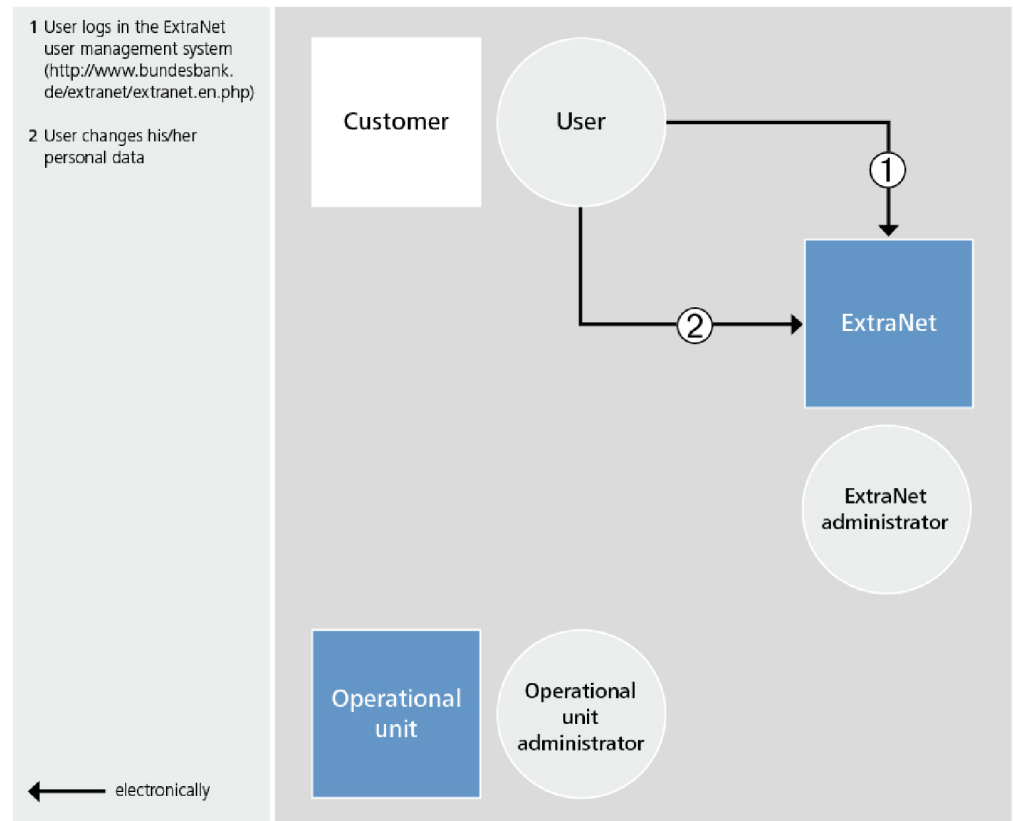 1 User logs in the ExtraNet
user management system
(http://www.bundesbank.
de/extranet/extranet.en.php)
2 User changes his/her
personal data
electronically
Customer
User
1
2
ExtraNet
ExtraNet
administrator
Operational
unit
Operational
unit
administrator